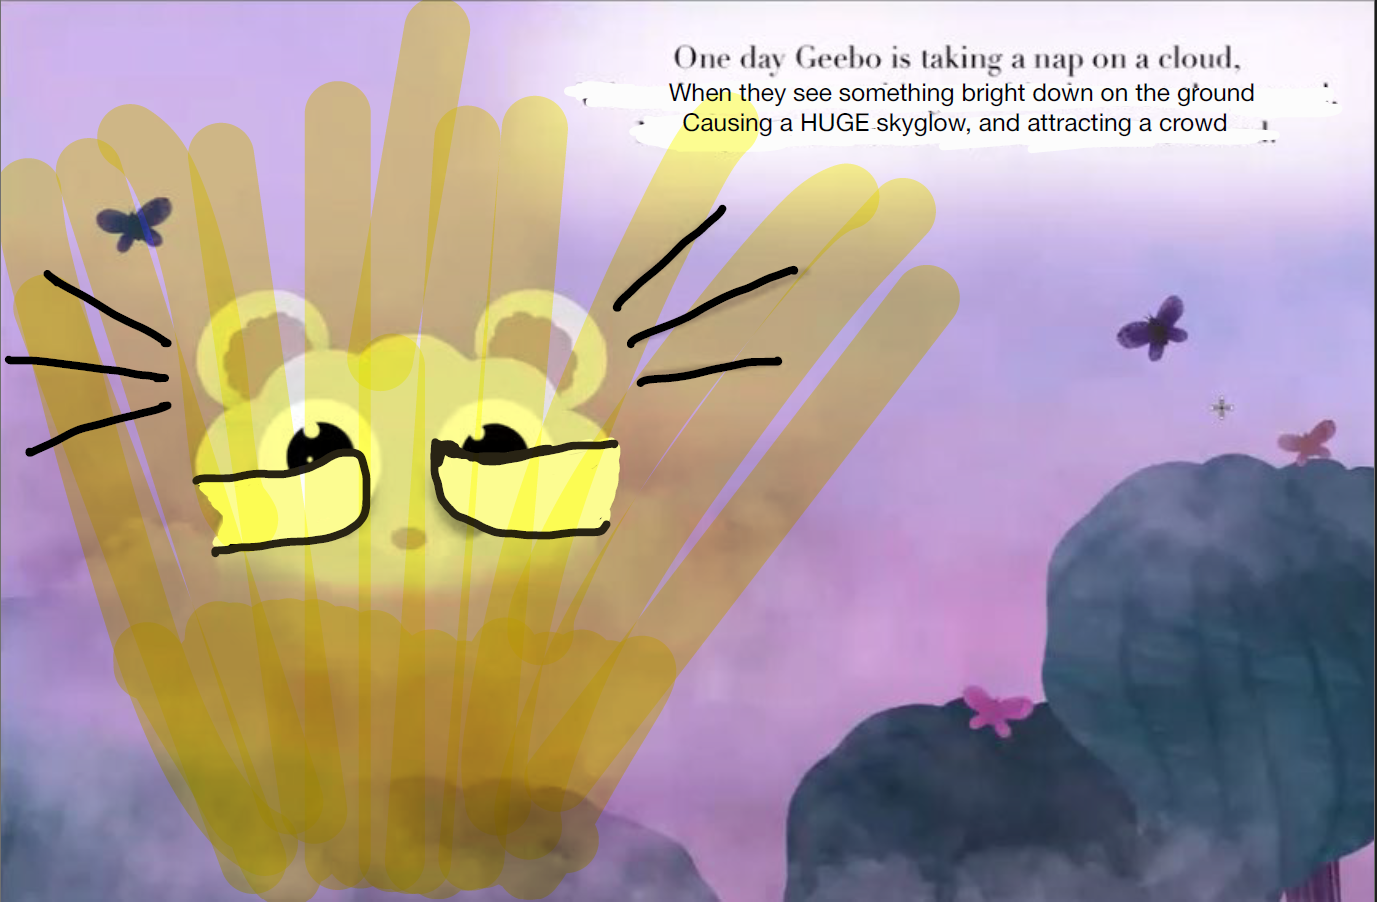 One day Geebo is taking a nap on a cloud,
When they see something bright down on the ground
Causing a HUGE skyglow, and attracting a crowd